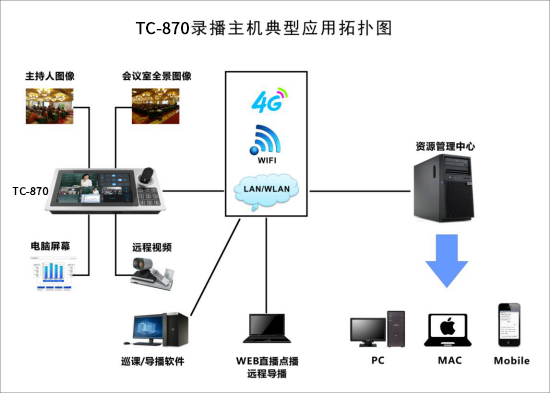 TC-870录播主机典型应用拓扑图
主持人图像
会议室全景图像
4G
WIFI
LAN/WLAN
资源管理中心
TC-870
电脑屏幕
远程视频
巡课/导播软件
WEB直播点播
远程导播
PC
MAC
Mobile